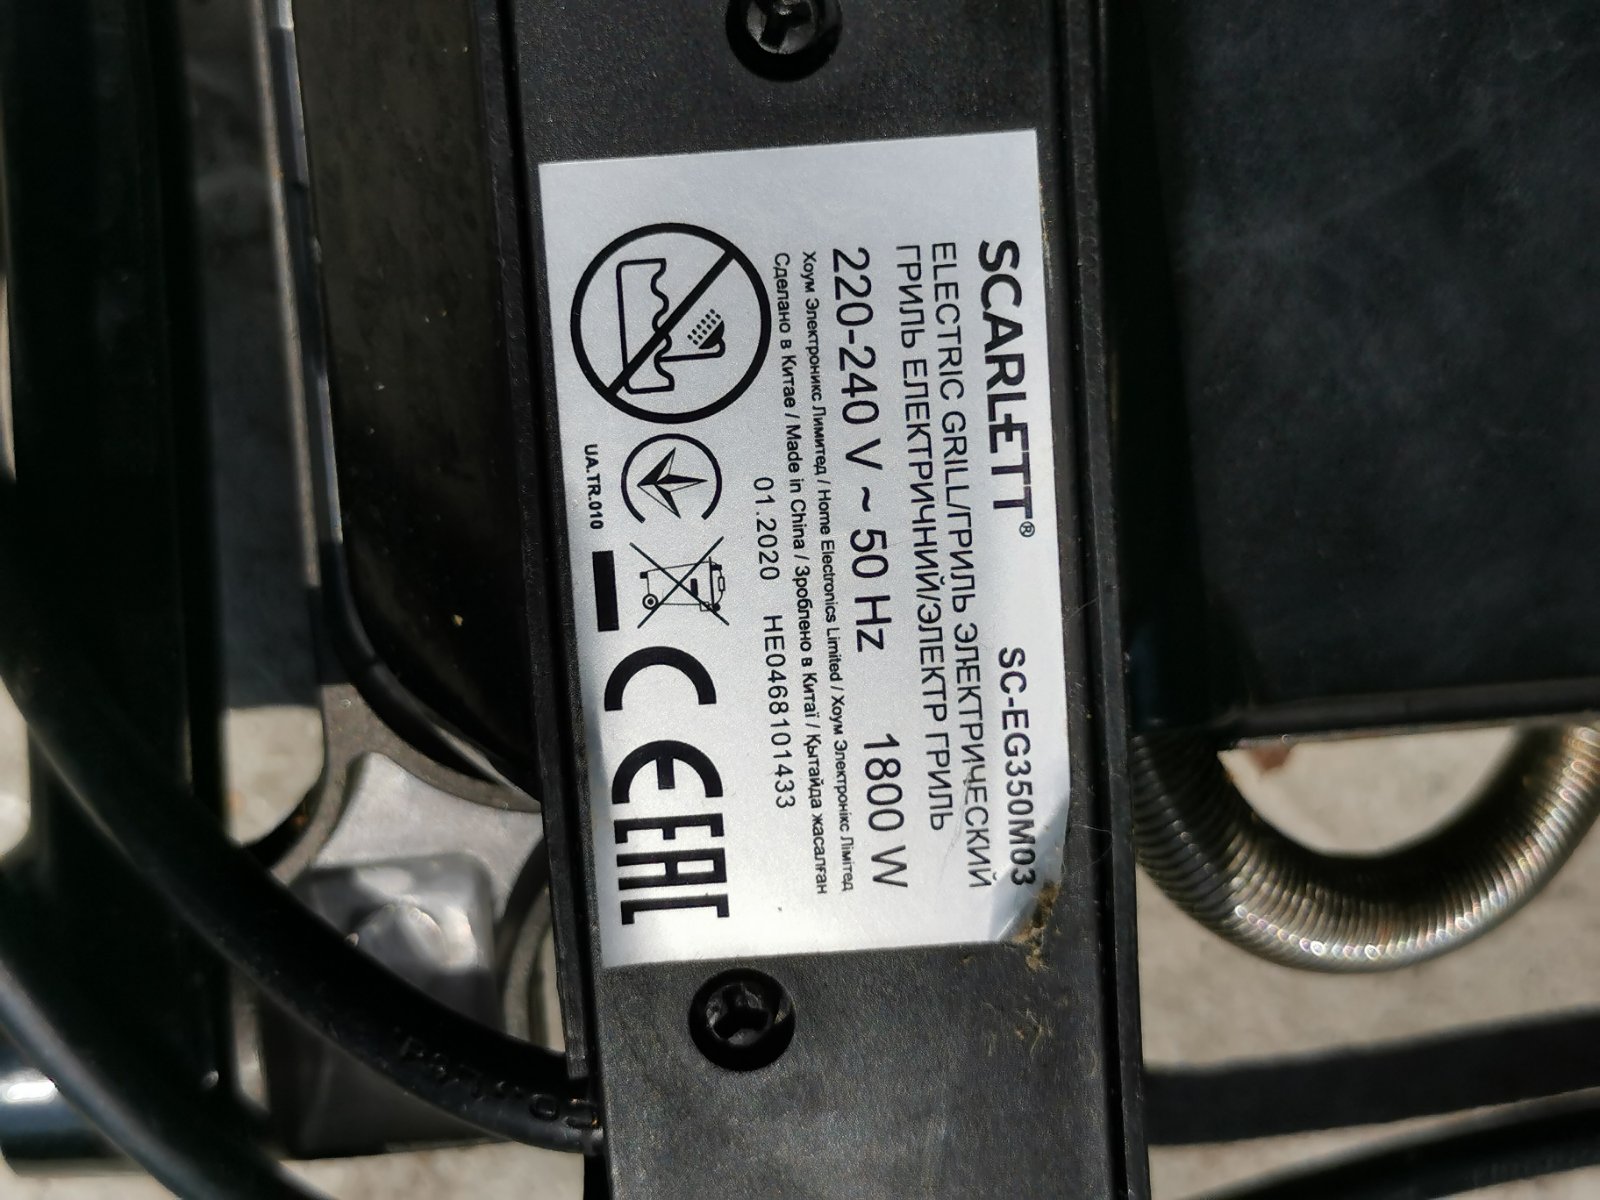 SCARLETT® SC-EG350M03
ELECTRIC GRILL/ГРИЛЬ ЭЛЕКТРИЧЕСКИЙ
ГРИЛЬ ЕЛЕКТРИЧНИЙ/ЭЛЕКТР ГРИЛЬ
220-240 V ~ 50 Hz 1800 W
Хоум Электроникс Лимитед / Home Electronics Limited / Хоум Электронікс Лімітед
Сделано в Китае / Made in China / Зроблено в Китаї / Қытайда жасалған
01.2020 HE0468101433
CE EAC
UA.TR.010